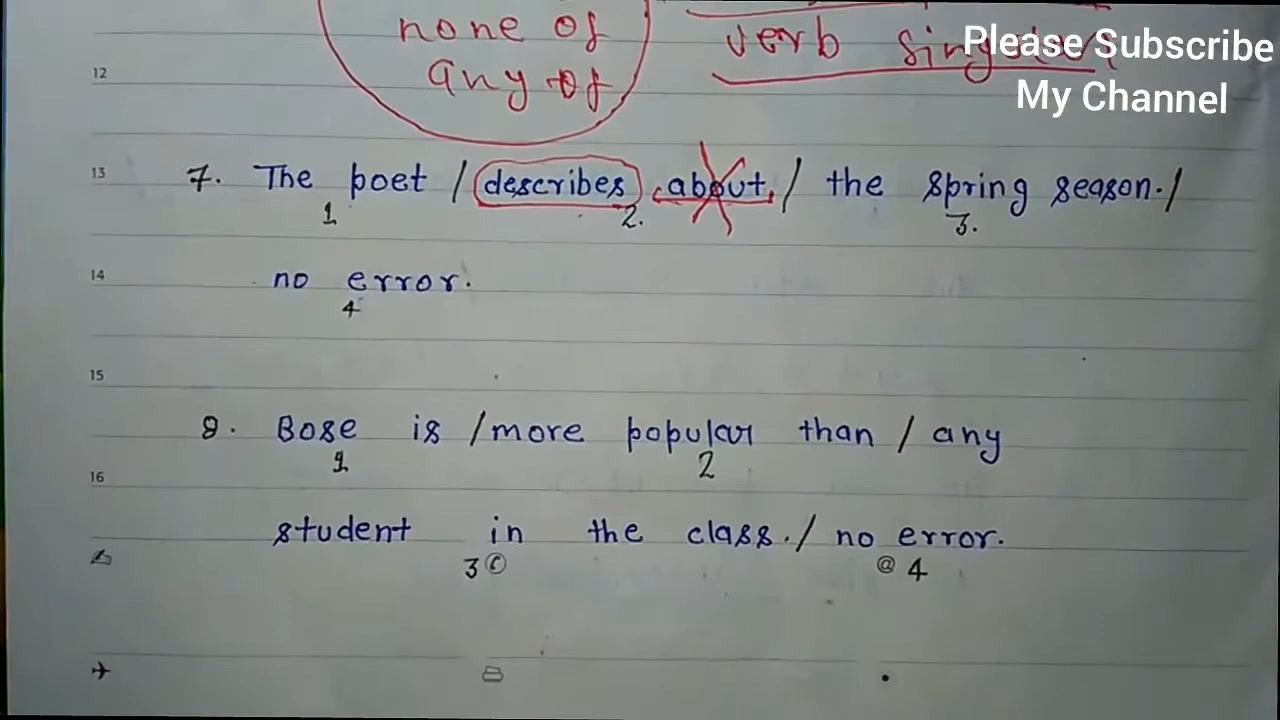 none of
any of
verb singular
Please Subscribe
My Channel
12
13
7. The poet / describes about / the spring season. /
1 2. 3.
14
no error.
4
15
8. Bose is / more popular than / any
1 2
16
student in the class. / no error.
3 © @ 4